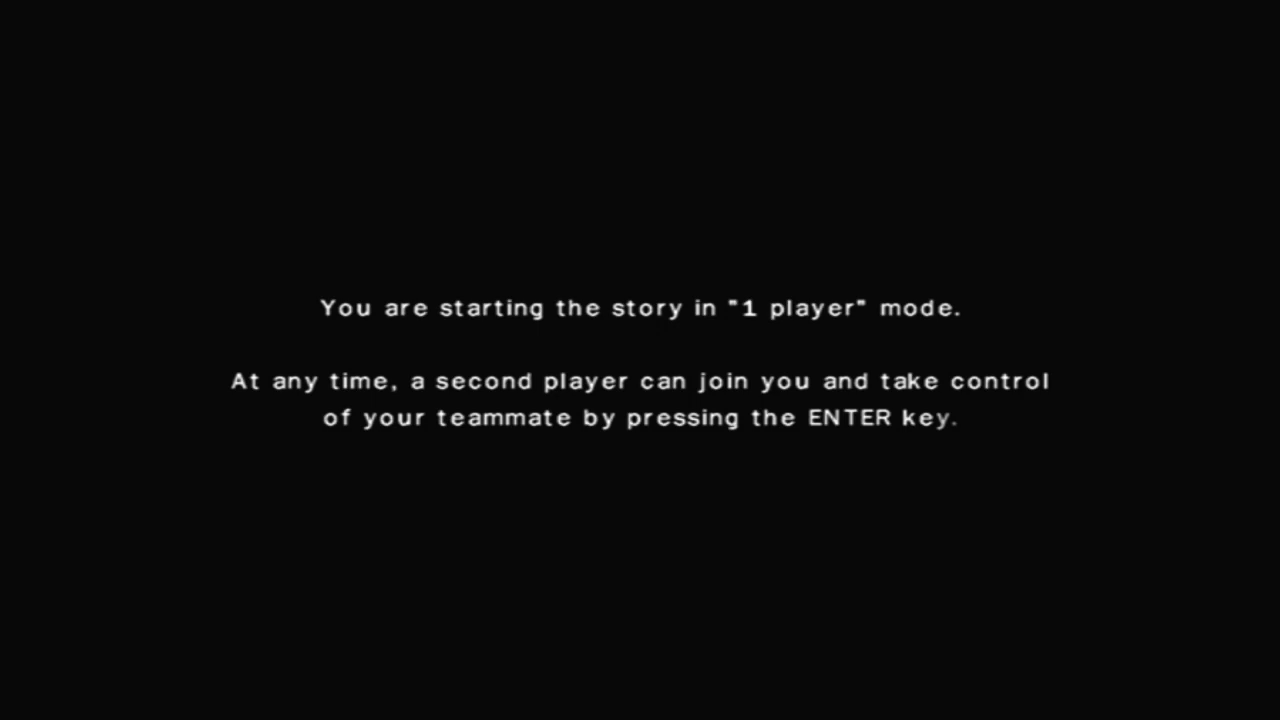 You are starting the story in "1 player" mode.
At any time, a second player can join you and take control
of your teammate by pressing the ENTER key.